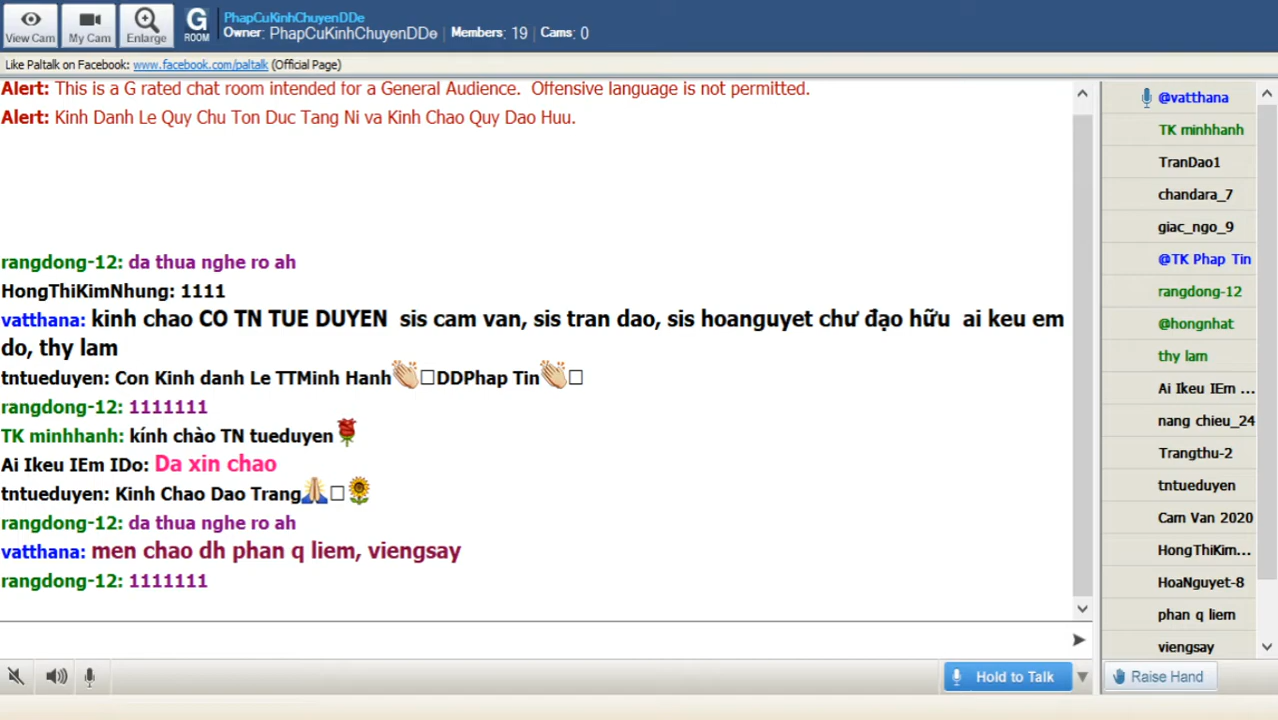 View Cam
My Cam
Enlarge
G
ROOM
PhapCuKinhChuyenDDe
Owner: PhapCuKinhChuyenDDe Members: 19 Cams: 0
Like Paltalk on Facebook: www.facebook.com/paltalk (Official Page)
Alert: This is a G rated chat room intended for a General Audience. Offensive language is not permitted.
Alert: Kinh Danh Le Quy Chu Ton Duc Tang Ni va Kinh Chao Quy Dao Huu.
rangdong-12: da thua nghe ro ah
HongThiKimNhung: 1111
vatthana: kinh chao CO TN TUE DUYEN sis cam van, sis tran dao, sis hoanguyet chư đạo hữu ai keu em
do, thy lam
tntueduyen: Con Kinh danh Le TTMinh Hanh👏□DDPhap Tin👏□
rangdong-12: 1111111
TK minhhanh: kính chào TN tueduyen🌹
Ai Ikeu IEm IDo: Da xin chao
tntueduyen: Kinh Chao Dao Trang🙏□🌻
rangdong-12: da thua nghe ro ah
vatthana: men chao dh phan q liem, viengsay
rangdong-12: 1111111
Hold to Talk
@vatthana
TK minhhanh
TranDao1
chandara_7
giac_ngo_9
@TK Phap Tin
rangdong-12
@hongnhat
thy lam
Ai Ikeu IEm ...
nang chieu_24
Trangthu-2
tntueduyen
Cam Van 2020
HongThiKim...
HoaNguyet-8
phan q liem
viengsay
Raise Hand